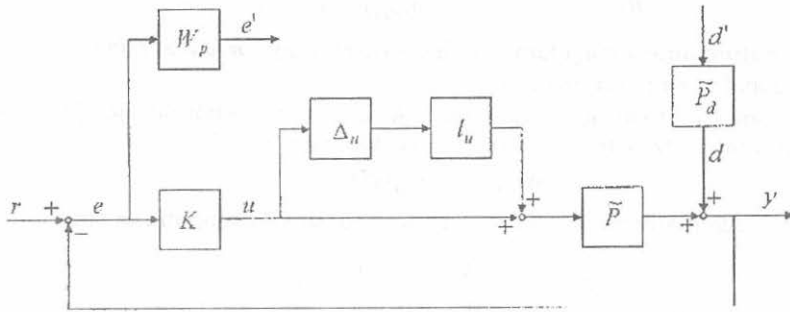 W_p
e'
d'
P̃_d
Δ_u
l_u
d
r
+
e
−
K
u
+
+
P̃
+
+
y